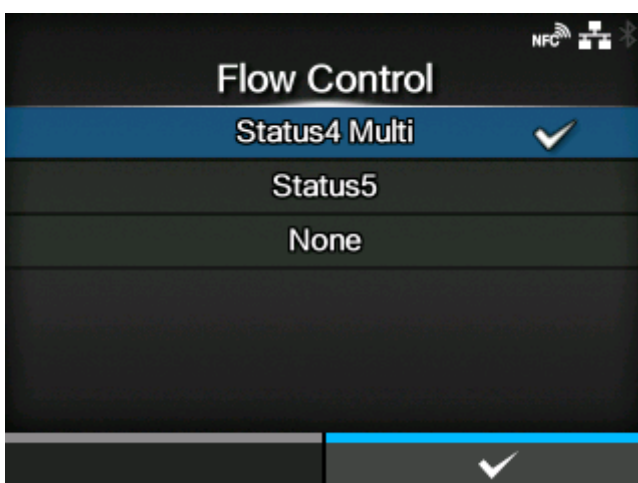 NFC
Flow Control
Status4 Multi
Status5
None